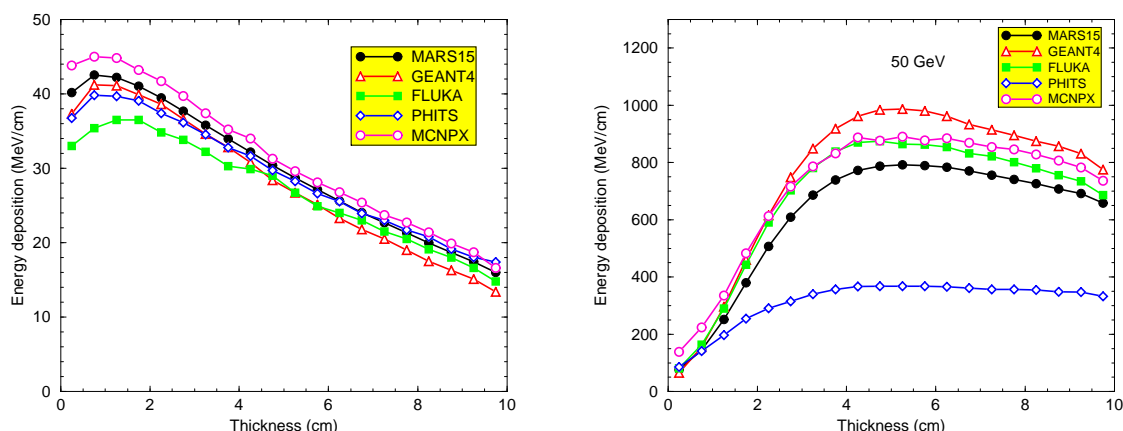 50
40
30
20
10
0
Energy deposition (MeV/cm)
MARS15
GEANT4
FLUKA
PHITS
MCNPX
0 2 4 6 8 10
Thickness (cm)
1200
1000
800
600
400
200
0
Energy deposition (MeV/cm)
50 GeV
MARS15
GEANT4
FLUKA
PHITS
MCNPX
0 2 4 6 8 10
Thickness (cm)